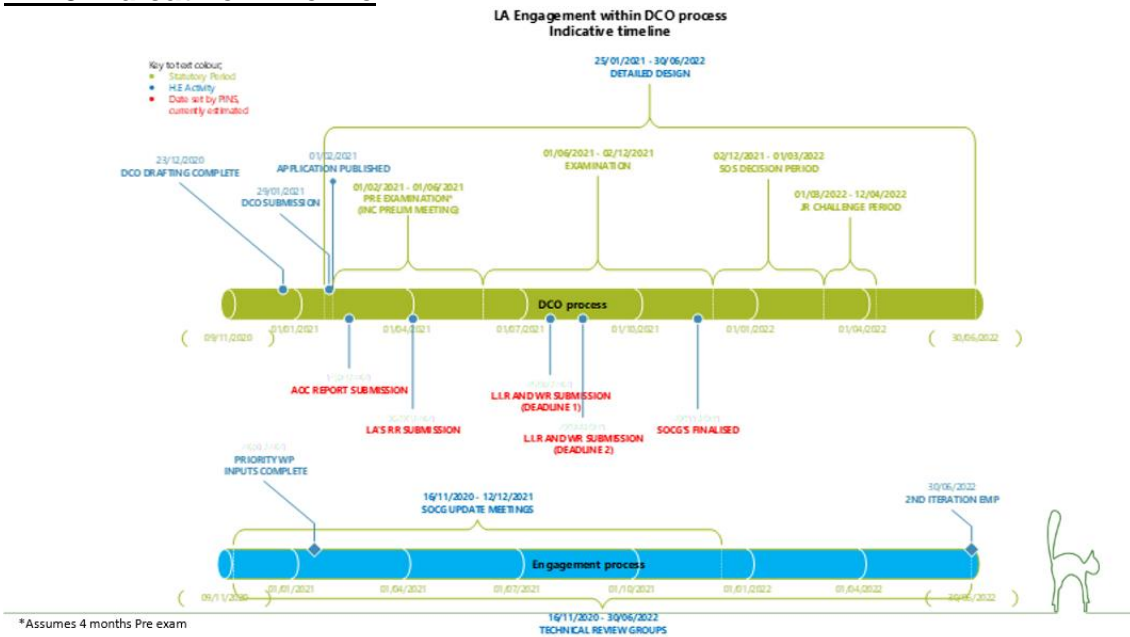 LA Engagement within DCO process
Indicative timeline
Key to text colour;
Statutory Period
H.E Activity
Date set by PINS,
currently estimated
25/01/2021 - 30/06/2022
DETAILED DESIGN
23/12/2020
DCO DRAFTING COMPLETE
01/02/2021
APPLICATION PUBLISHED
29/01/2021
DCO SUBMISSION
01/02/2021 - 01/06/2021
PRE EXAMINATION*
(INC PRELIM MEETING)
01/06/2021 - 02/12/2021
EXAMINATION
02/12/2021 - 01/03/2022
SOS DECISION PERIOD
01/03/2022 - 12/04/2022
JR CHALLENGE PERIOD
DCO process
09/11/2020
01/01/2021
01/04/2021
01/07/2021
01/10/2021
01/01/2022
01/04/2022
30/06/2022
AOC REPORT SUBMISSION
LA'S RR SUBMISSION
L.I.R AND WR SUBMISSION
(DEADLINE 1)
L.I.R AND WR SUBMISSION
(DEADLINE 2)
SOCG'S FINALISED
PRIORITY WP
INPUTS COMPLETE
16/11/2020 - 12/12/2021
SOCG UPDATE MEETINGS
30/06/2022
2ND ITERATION EMP
Engagement process
09/11/2020
01/01/2021
01/04/2021
01/07/2021
01/10/2021
01/01/2022
01/04/2022
30/06/2022
16/11/2020 - 30/06/2022
TECHNICAL REVIEW GROUPS
*Assumes 4 months Pre exam